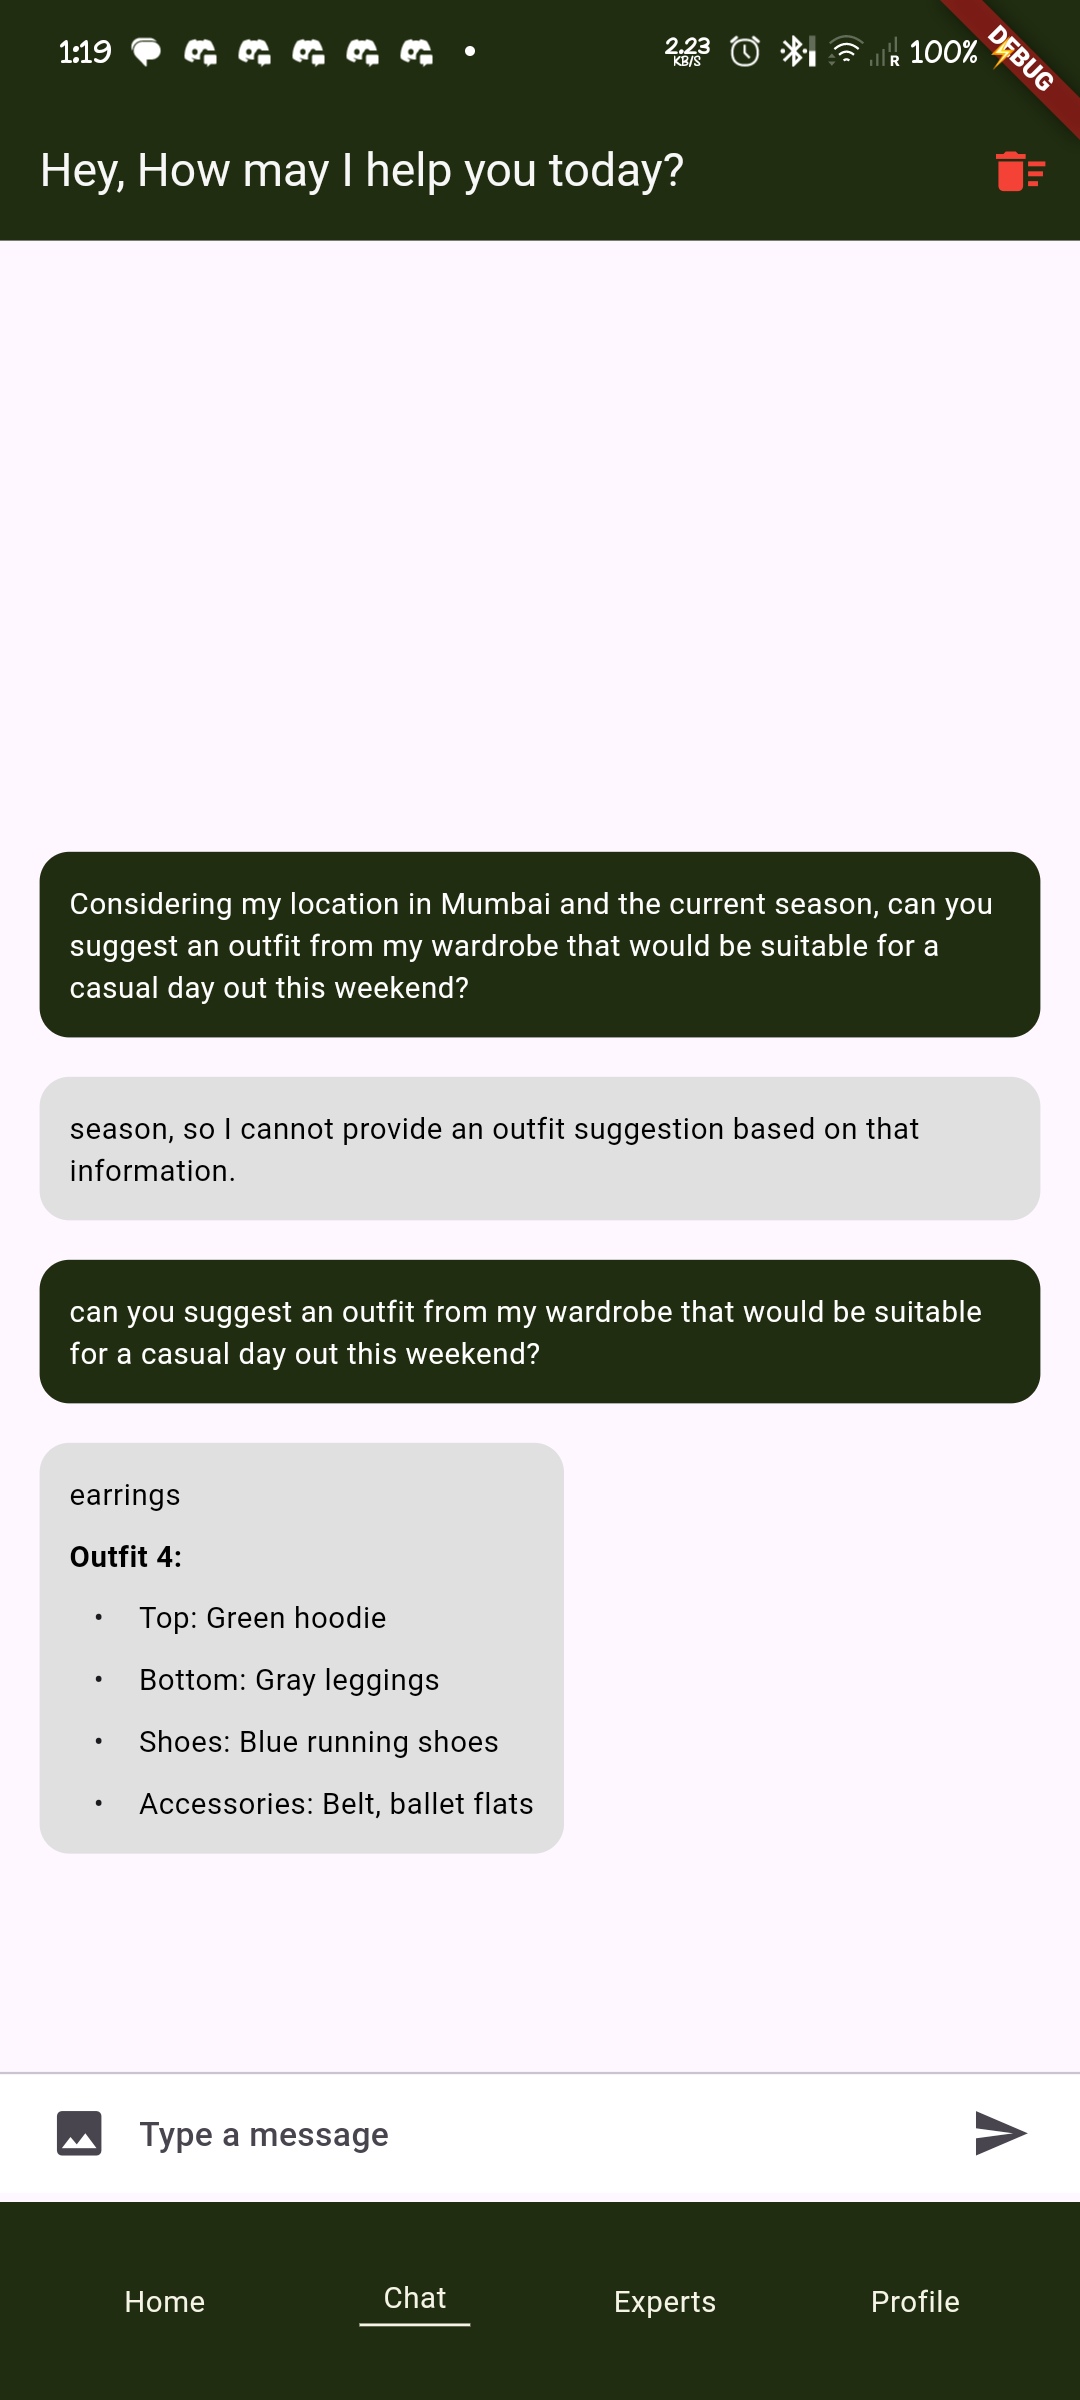 1:19
2.23
KB/S
R
100%
DEBUG
Hey, How may I help you today?
Considering my location in Mumbai and the current season, can you
suggest an outfit from my wardrobe that would be suitable for a
casual day out this weekend?
season, so I cannot provide an outfit suggestion based on that
information.
can you suggest an outfit from my wardrobe that would be suitable
for a casual day out this weekend?
earrings
Outfit 4:
• Top: Green hoodie
• Bottom: Gray leggings
• Shoes: Blue running shoes
• Accessories: Belt, ballet flats
Type a message
Home
Chat
Experts
Profile